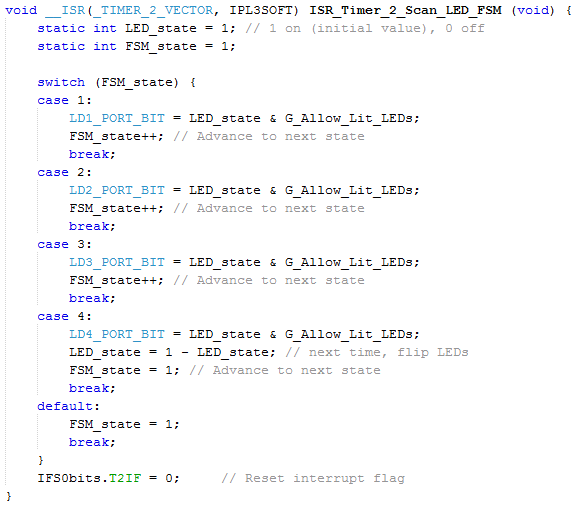 void __ISR(_TIMER_2_VECTOR, IPL3SOFT) ISR_Timer_2_Scan_LED_FSM (void) {
    static int LED_state = 1; // 1 on (initial value), 0 off
    static int FSM_state = 1;

    switch (FSM_state) {
    case 1:
        LD1_PORT_BIT = LED_state & G_Allow_Lit_LEDs;
        FSM_state++; // Advance to next state
        break;
    case 2:
        LD2_PORT_BIT = LED_state & G_Allow_Lit_LEDs;
        FSM_state++; // Advance to next state
        break;
    case 3:
        LD3_PORT_BIT = LED_state & G_Allow_Lit_LEDs;
        FSM_state++; // Advance to next state
        break;
    case 4:
        LD4_PORT_BIT = LED_state & G_Allow_Lit_LEDs;
        LED_state = 1 - LED_state; // next time, flip LEDs
        FSM_state = 1; // Advance to next state
        break;
    default:
        FSM_state = 1;
        break;
    }
    IFS0bits.T2IF = 0;     // Reset interrupt flag
}